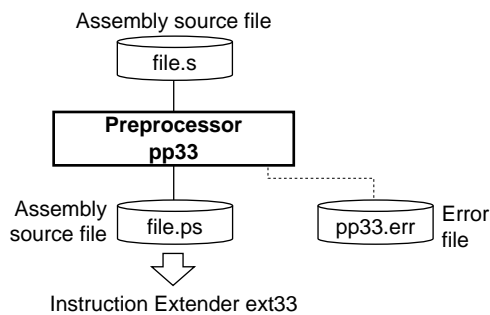 Assembly source file
file.s
Preprocessor
pp33
Assembly
source file
file.ps
pp33.err
Error
file
Instruction Extender ext33